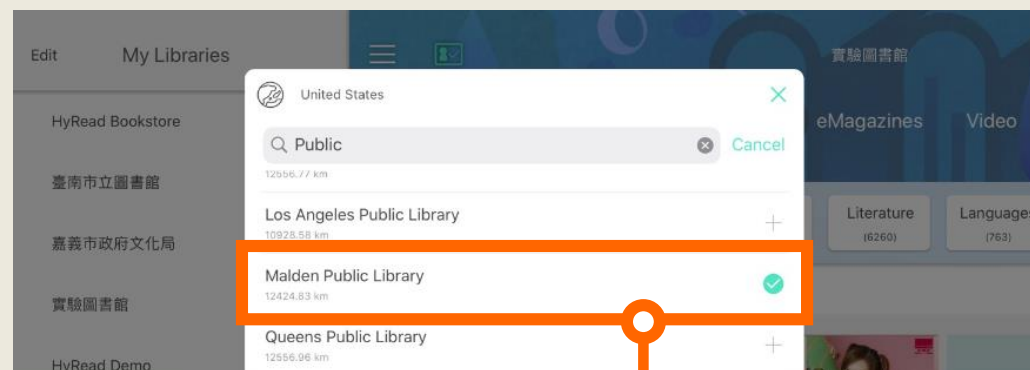 Edit
My Libraries
HyRead Bookstore
臺南市立圖書館
嘉義市政府文化局
實驗圖書館
HyRead Demo
United States
Public
Cancel
12556.77 km
Los Angeles Public Library
10928.58 km
Malden Public Library
12424.83 km
Queens Public Library
12556.96 km
實驗圖書館
eMagazines
Video
Literature
(6260)
Languages
(763)